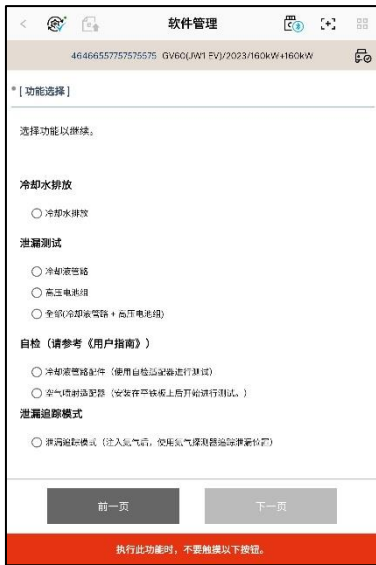 软件管理
46466557757575575 GV60(JW1 EV)/2023/160kW+160kW
* [ 功能选择 ]
选择功能以继续。
冷却水排放
冷却水排放
泄漏测试
冷却液管路
高压电池组
全部(冷却液管路 + 高压电池组)
自检（请参考《用户指南》）
冷却液管路配件（使用自检适配器进行测试）
空气喷射适配器（安装在平铁板上后开始进行测试。）
泄漏追踪模式
泄漏追踪模式（注入氮气后，使用氮气探测器追踪泄漏位置）
前一页
下一页
执行此功能时，不要触摸以下按钮。